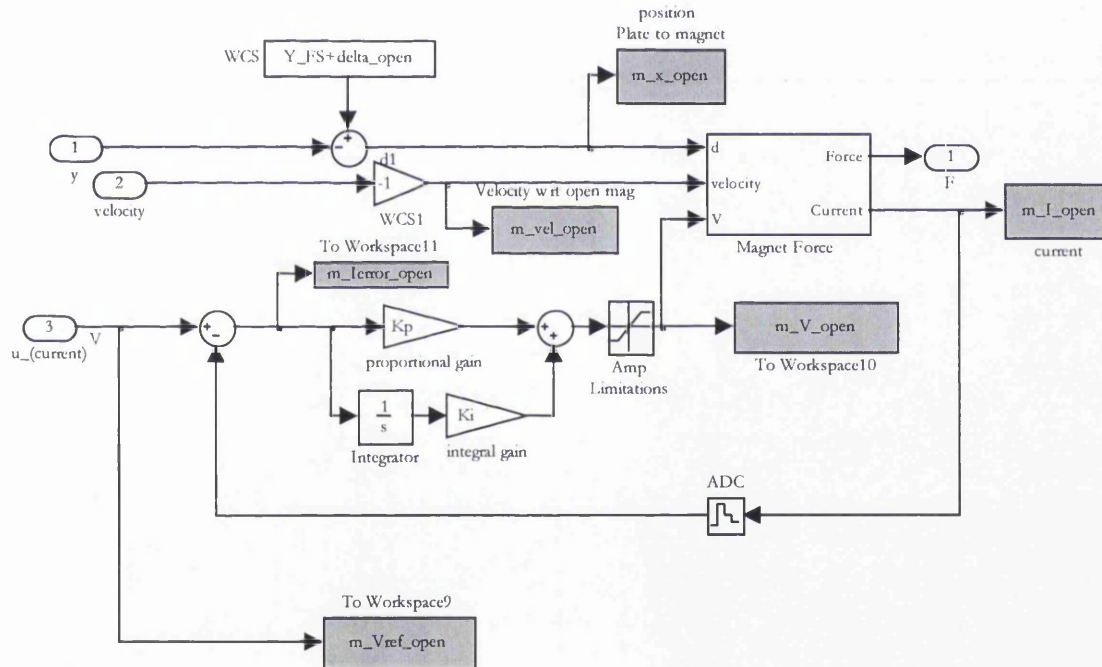 position
Plate to magnet
WCS
Y_FS+delta_open
m_x_open
1
y
-
+
d1
d
Force
1
F
2
velocity
-1
WCS1
Velocity wrt open mag
velocity
m_vel_open
V
Current
Magnet Force
m_I_open
current
To Workspace11
m_Ierror_open
3
u_(current)
V
+
-
Kp
proportional gain
+
+
Amp
Limitations
m_V_open
To Workspace10
1
s
Integrator
Ki
integral gain
ADC
To Workspace9
m_Vref_open